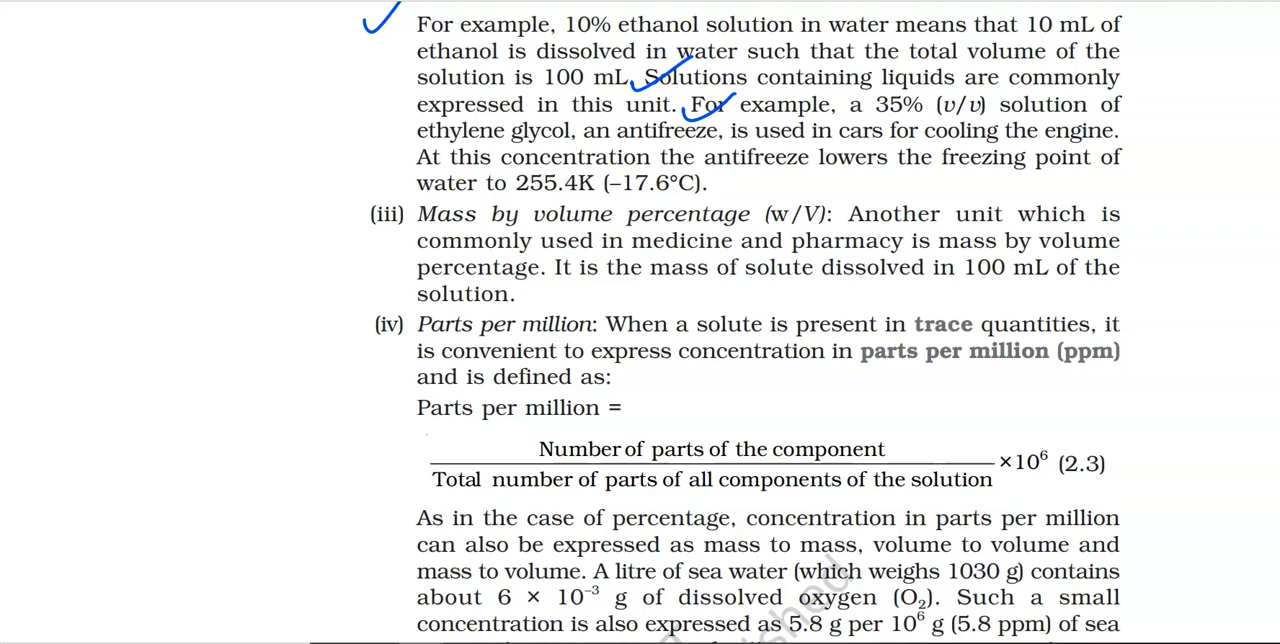 For example, 10% ethanol solution in water means that 10 mL of
ethanol is dissolved in water such that the total volume of the
solution is 100 mL. Solutions containing liquids are commonly
expressed in this unit. For example, a 35% (v/v) solution of
ethylene glycol, an antifreeze, is used in cars for cooling the engine.
At this concentration the antifreeze lowers the freezing point of
water to 255.4K (–17.6°C).
(iii) Mass by volume percentage (w/V): Another unit which is
commonly used in medicine and pharmacy is mass by volume
percentage. It is the mass of solute dissolved in 100 mL of the
solution.
(iv) Parts per million: When a solute is present in trace quantities, it
is convenient to express concentration in parts per million (ppm)
and is defined as:
Parts per million =
Number of parts of the component
Total number of parts of all components of the solution ×10⁶ (2.3)
As in the case of percentage, concentration in parts per million
can also be expressed as mass to mass, volume to volume and
mass to volume. A litre of sea water (which weighs 1030 g) contains
about 6 × 10⁻³ g of dissolved oxygen (O₂). Such a small
concentration is also expressed as 5.8 g per 10⁶ g (5.8 ppm) of sea